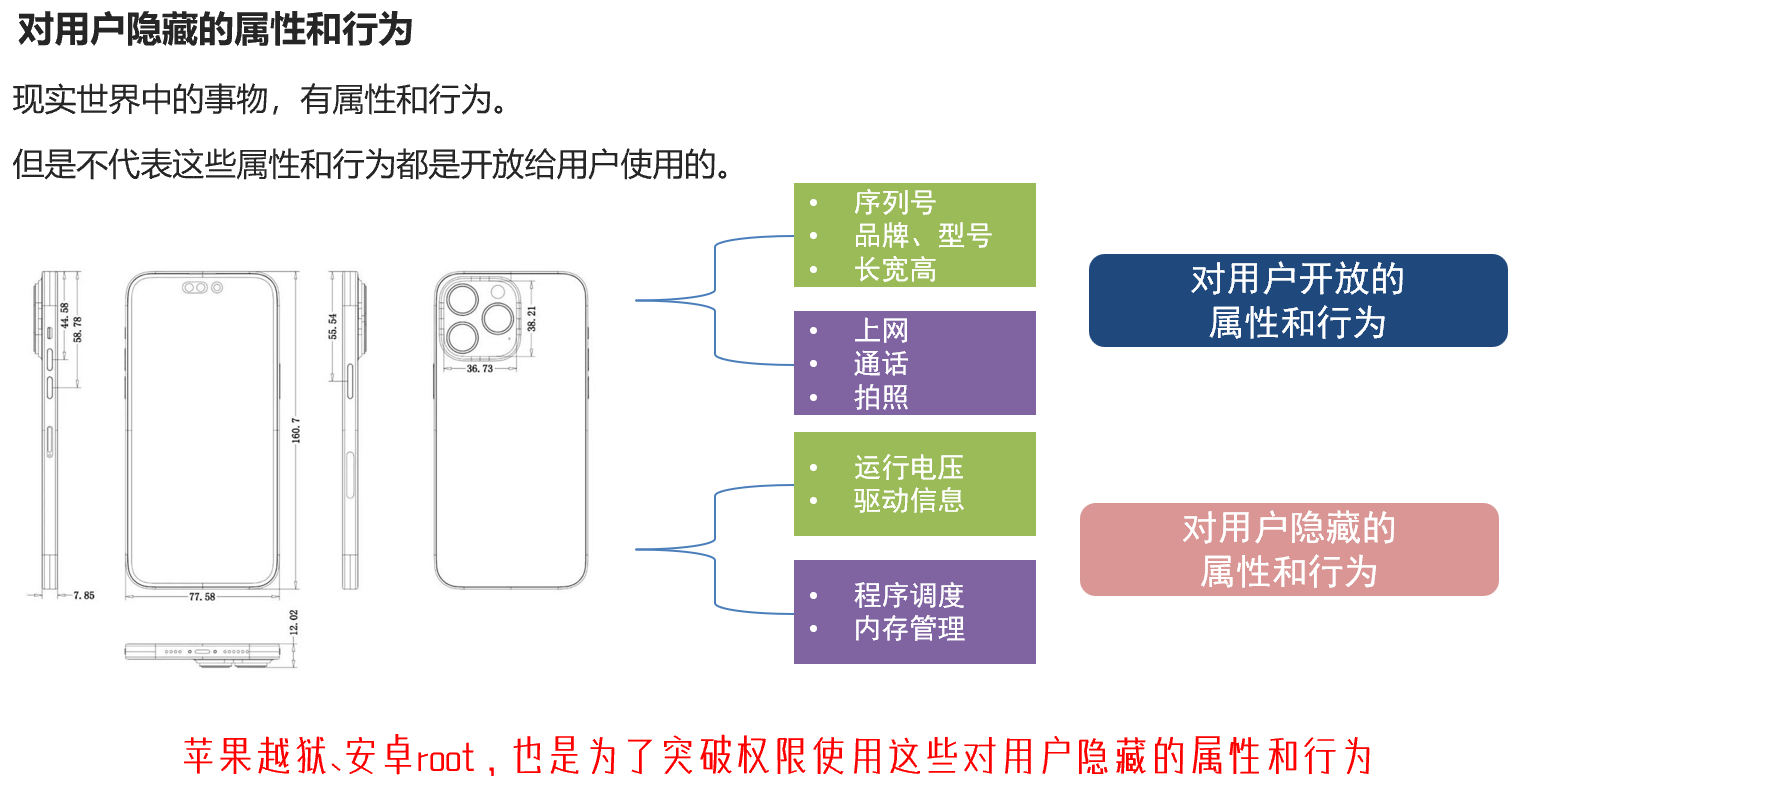 对用户隐藏的属性和行为
现实世界中的事物，有属性和行为。
但是不代表这些属性和行为都是开放给用户使用的。
• 序列号
• 品牌、型号
• 长宽高
对用户开放的
属性和行为
• 上网
• 通话
• 拍照
• 运行电压
• 驱动信息
对用户隐藏的
属性和行为
• 程序调度
• 内存管理
44.58
58.78
160.7
55.54
38.21
36.73
7.85
77.58
12.02
苹果越狱、安卓root，也是为了突破权限使用这些对用户隐藏的属性和行为